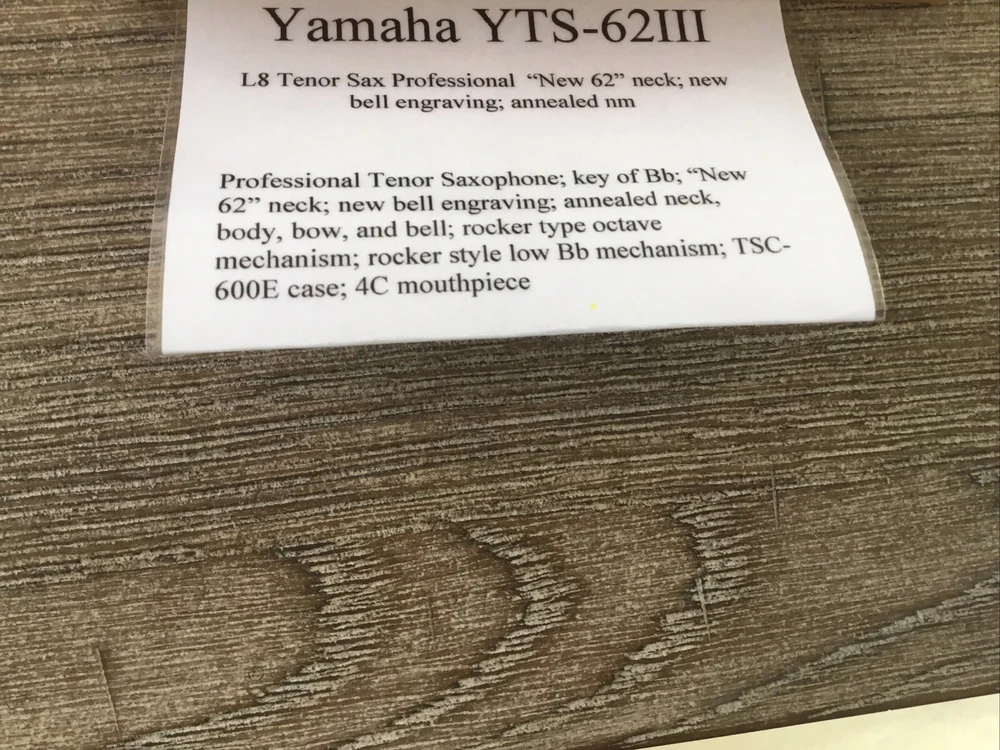 Yamaha YTS-62III
L8 Tenor Sax Professional “New 62” neck; new
bell engraving; annealed nm
Professional Tenor Saxophone; key of Bb; “New
62” neck; new bell engraving; annealed neck,
body, bow, and bell; rocker type octave
mechanism; rocker style low Bb mechanism; TSC-
600E case; 4C mouthpiece